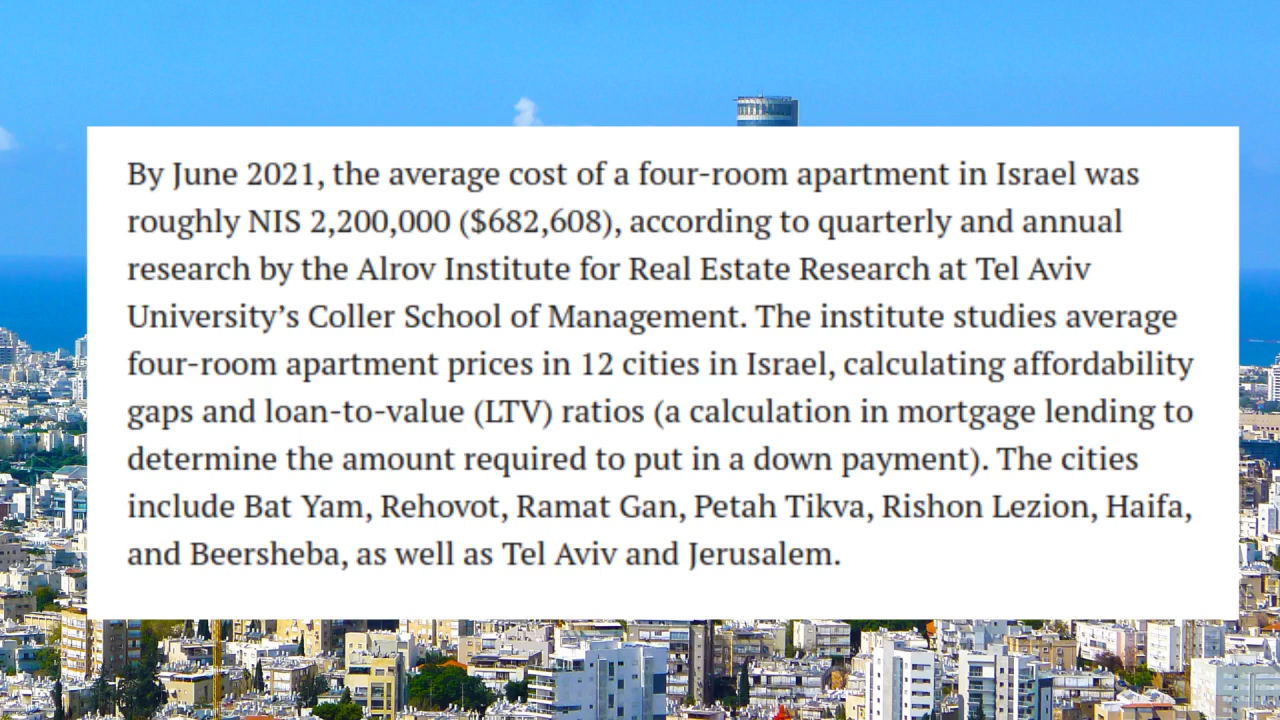 By June 2021, the average cost of a four-room apartment in Israel was
roughly NIS 2,200,000 ($682,608), according to quarterly and annual
research by the Alrov Institute for Real Estate Research at Tel Aviv
University’s Coller School of Management. The institute studies average
four-room apartment prices in 12 cities in Israel, calculating affordability
gaps and loan-to-value (LTV) ratios (a calculation in mortgage lending to
determine the amount required to put in a down payment). The cities
include Bat Yam, Rehovot, Ramat Gan, Petah Tikva, Rishon Lezion, Haifa,
and Beersheba, as well as Tel Aviv and Jerusalem.